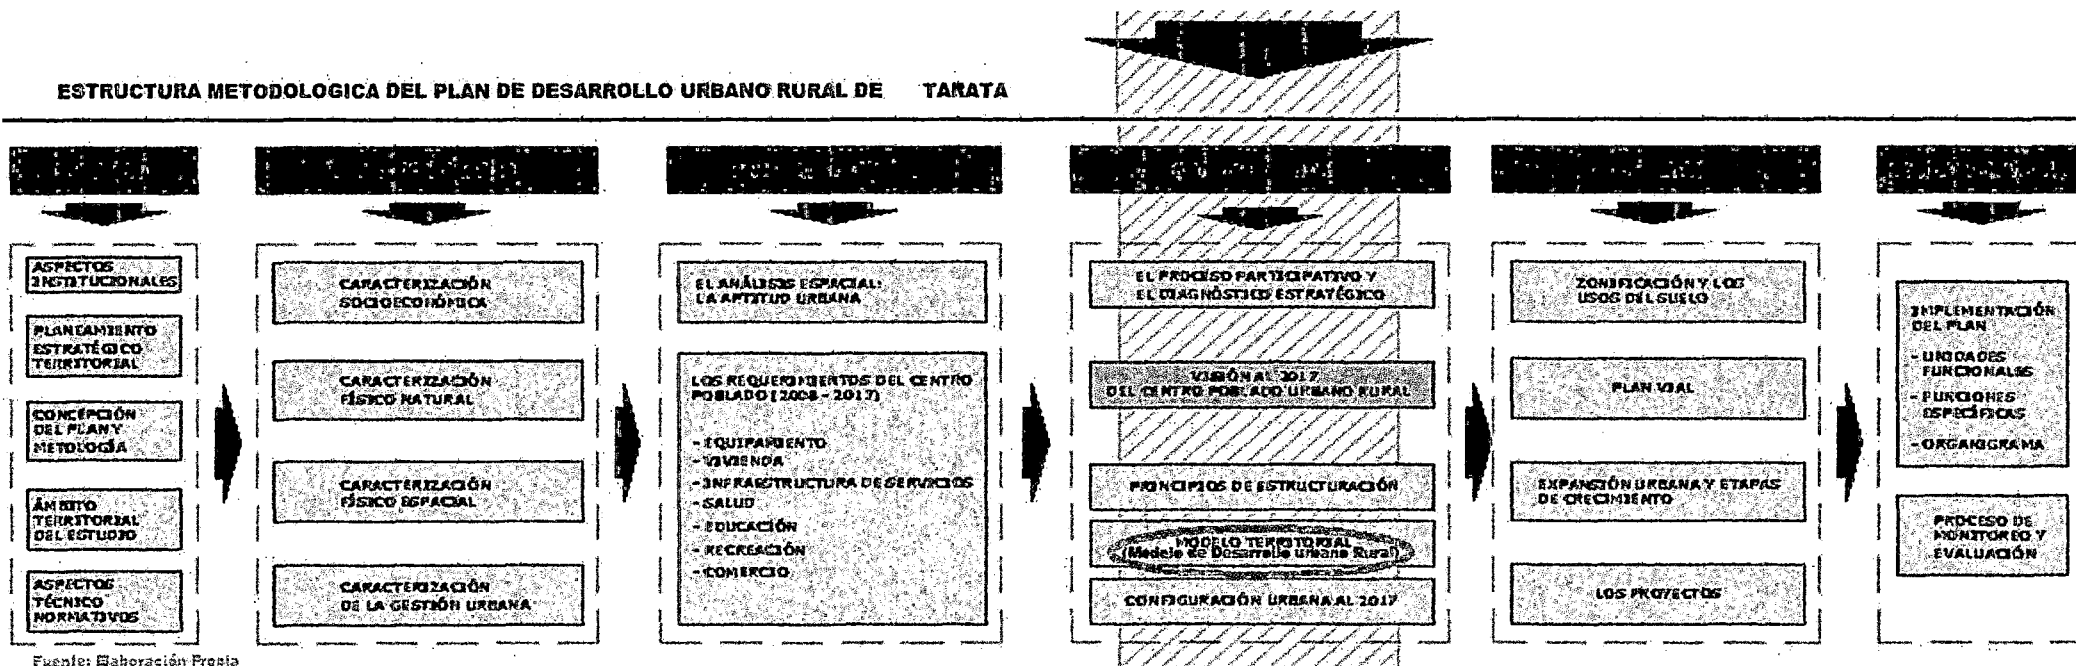 ESTRUCTURA METODOLOGICA DEL PLAN DE DESARROLLO URBANO RURAL DE TARATA
ASPECTOS
INSTITUCIONALES
PLANEAMIENTO
ESTRATÉGICO
TERRITORIAL
CONCEPCIÓN
DEL PLAN Y
METOLOGÍA
ÁMBITO
TERRITORIAL
DEL ESTUDIO
ASPECTOS
TÉCNICO
NORMATIVOS
CARACTERIZACIÓN
SOCIOECONÓMICA
CARACTERIZACIÓN
FÍSICO NATURAL
CARACTERIZACIÓN
FÍSICO ESPACIAL
CARACTERIZACIÓN
DE LA GESTIÓN URBANA
EL ANÁLISIS ESPACIAL:
LA APTITUD URBANA
LOS REQUERIMIENTOS DEL CENTRO
POBLADO (2008 - 2017)
- EQUIPAMIENTO
- VIVIENDA
- INFRAESTRUCTURA DE SERVICIOS
- SALUD
- EDUCACIÓN
- RECREACIÓN
- COMERCIO
EL PROCESO PARTICIPATIVO Y
EL DIAGNÓSTICO ESTRATÉGICO
VISIÓN AL 2017
DEL CENTRO POBLADO URBANO RURAL
PRINCIPIOS DE ESTRUCTURACIÓN
MODELO TERRITORIAL
(Modelo de Desarrollo Urbano Rural)
CONFIGURACIÓN URBANA AL 2017
ZONIFICACIÓN Y LOS
USOS DEL SUELO
PLAN VIAL
EXPANSIÓN URBANA Y ETAPAS
DE CRECIMIENTO
LOS PROYECTOS
IMPLEMENTACIÓN
DEL PLAN
- UNIDADES
FUNCIONALES
- FUNCIONES
ESPECÍFICAS
- ORGANIGRAMA
PROCESO DE
MONITOREO Y
EVALUACIÓN
Fuente: Elaboración Propia